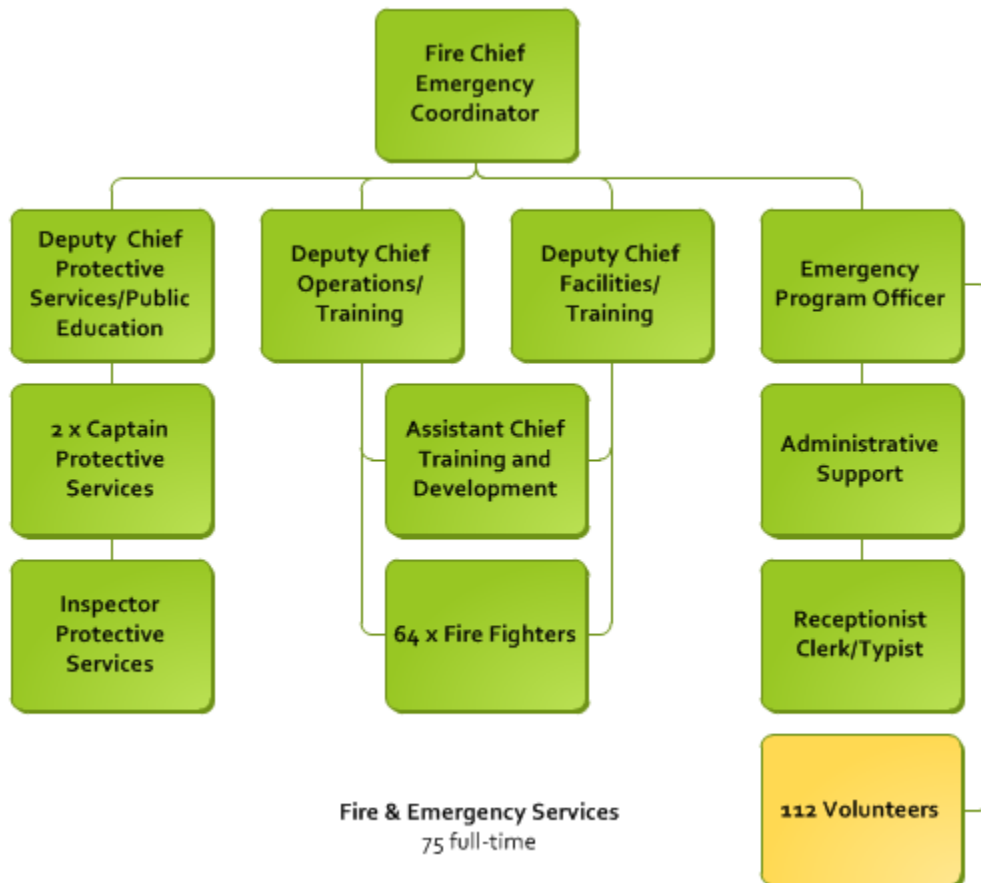 Fire Chief
Emergency
Coordinator
Deputy Chief
Protective
Services/Public
Education
Deputy Chief
Operations/
Training
Deputy Chief
Facilities/
Training
Emergency
Program Officer
2 x Captain
Protective
Services
Assistant Chief
Training and
Development
Administrative
Support
Inspector
Protective
Services
64 x Fire Fighters
Receptionist
Clerk/Typist
112 Volunteers
Fire & Emergency Services
75 full-time